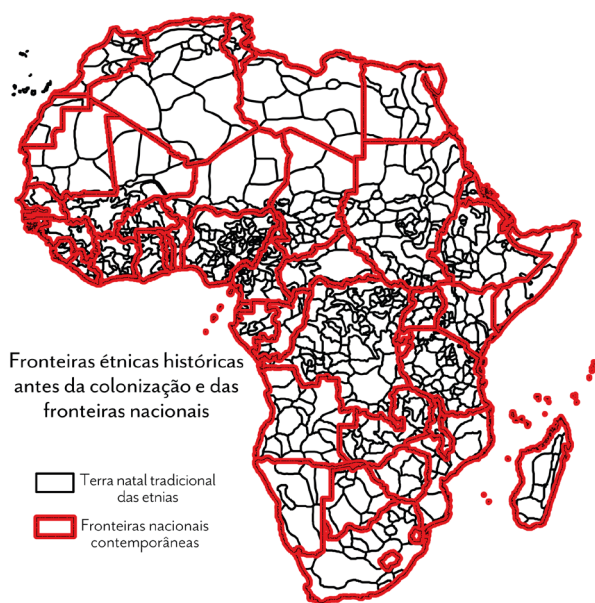 Fronteiras étnicas históricas
antes da colonização e das
fronteiras nacionais
Terra natal tradicional
das etnias
Fronteiras nacionais
contemporâneas